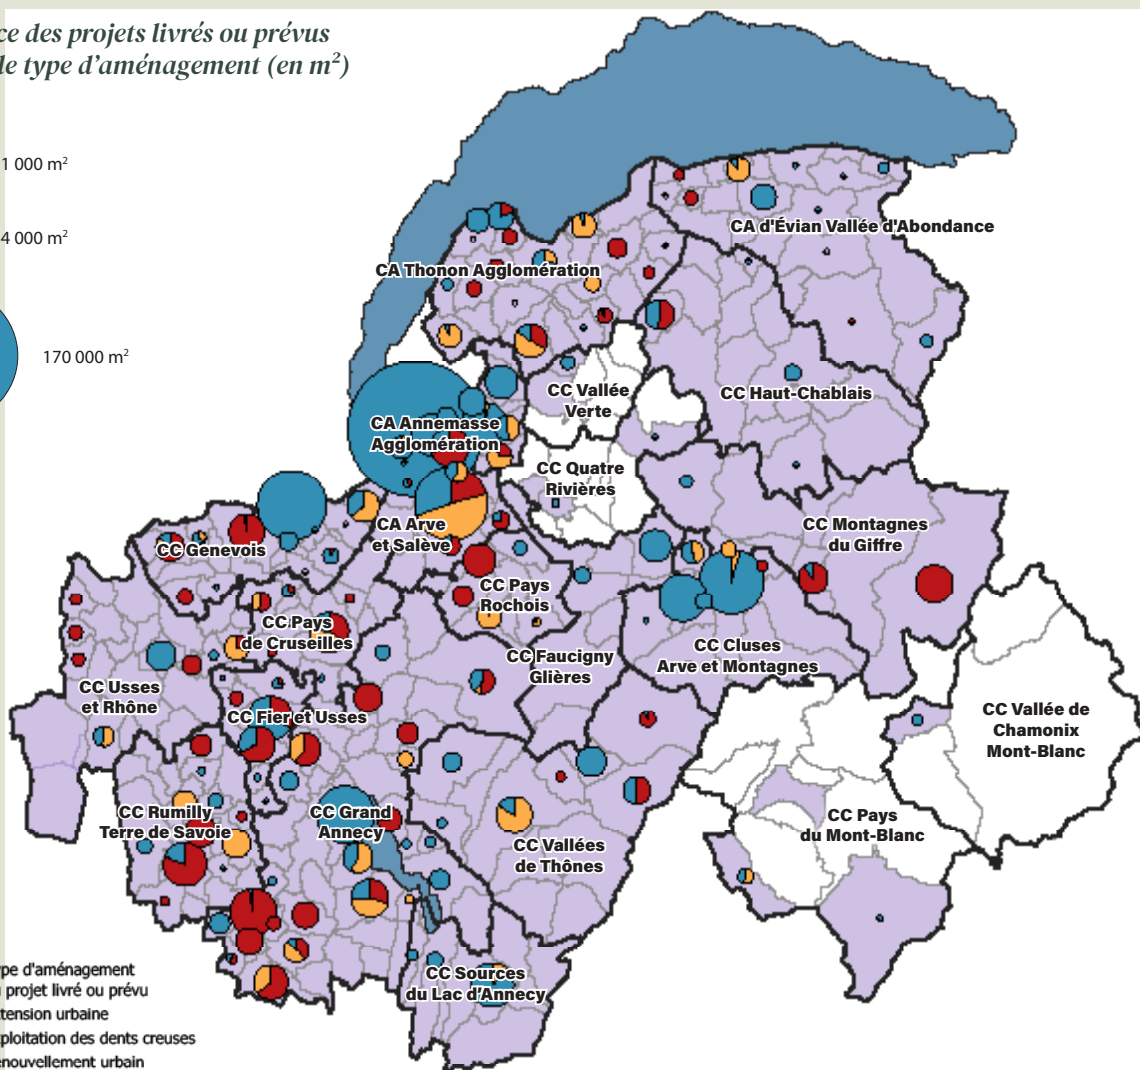 ce des projets livrés ou prévus
le type d'aménagement (en m²)
1 000 m²
4 000 m²
170 000 m²
CA d'Évian Vallée d'Abondance
CA Thonon Agglomération
CC Vallée
Verte
CC Haut-Chablais
CA Annemasse
Agglomération
CC Quatre
Rivières
CA Arve
et Salève
CC Montagnes
du Giffre
CC Genevois
CC Pays
Rochois
CC Pays
de Cruseilles
CC Faucigny
Glières
CC Cluses
Arve et Montagnes
CC Usses
et Rhône
CC Fier et Usses
CC Vallée de
Chamonix
Mont-Blanc
CC Rumilly
Terre de Savoie
CC Grand
Annecy
CC Pays
du Mont-Blanc
CC Vallées
de Thônes
CC Sources
du Lac d'Annecy
ype d'aménagement
u projet livré ou prévu
xtension urbaine
xploitation des dents creuses
enouvellement urbain